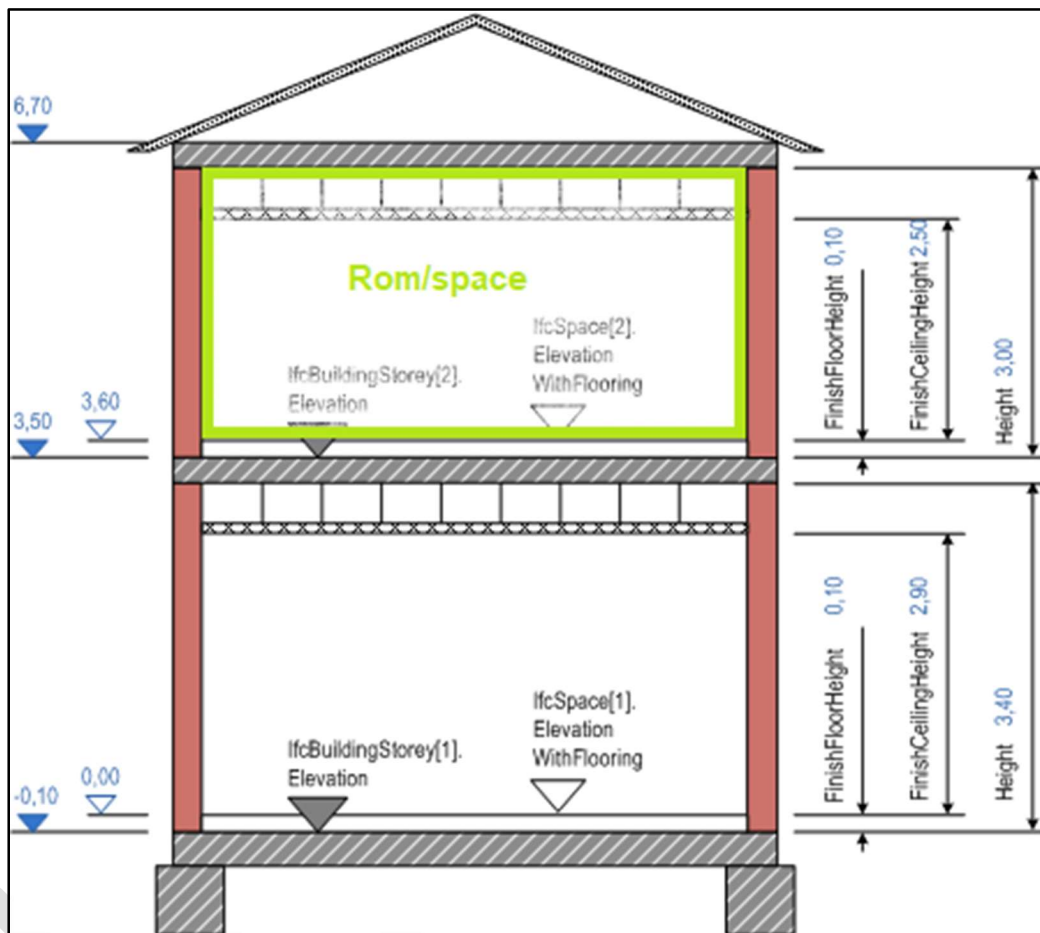 6,70
Rom/space
IfcSpace[2].
Elevation
WithFlooring
IfcBuildingStorey[2].
Elevation
3,60
3,50
FinishFloorHeight 0,10
FinishCeilingHeight 2,50
Height 3,00
IfcSpace[1].
Elevation
WithFlooring
IfcBuildingStorey[1].
Elevation
0,00
-0,10
FinishFloorHeight 0,10
FinishCeilingHeight 2,90
Height 3,40